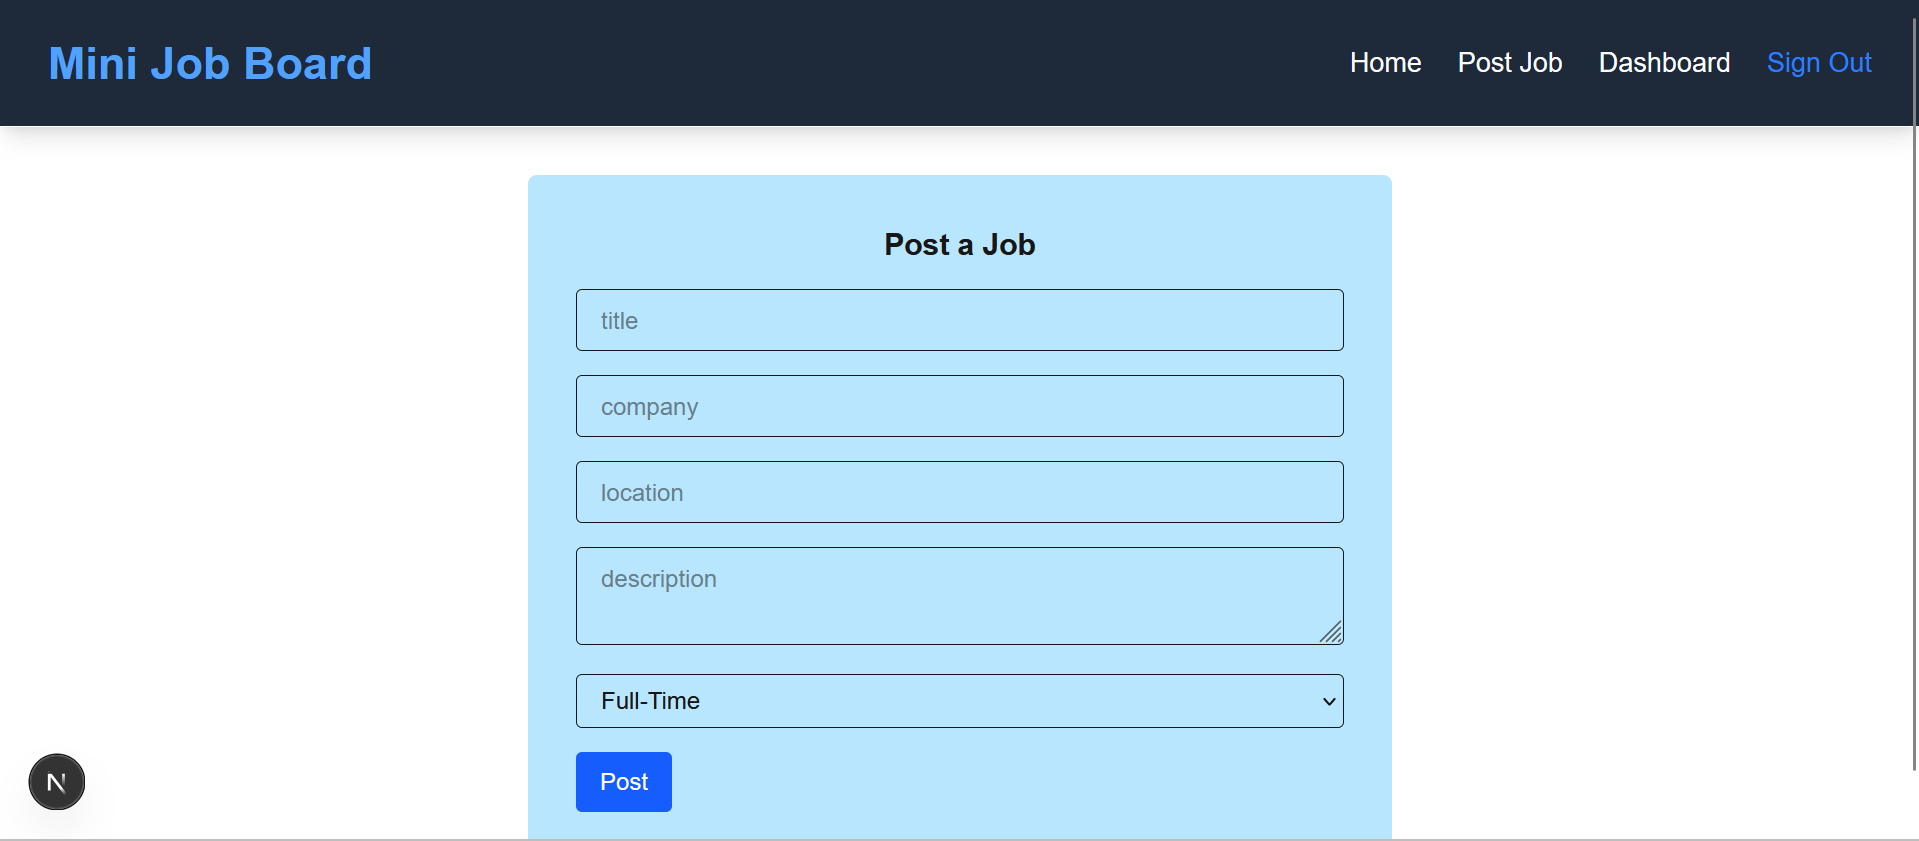 Mini Job Board
Home Post Job Dashboard Sign Out
Post a Job
title
company
location
description
Full-Time
Post
N